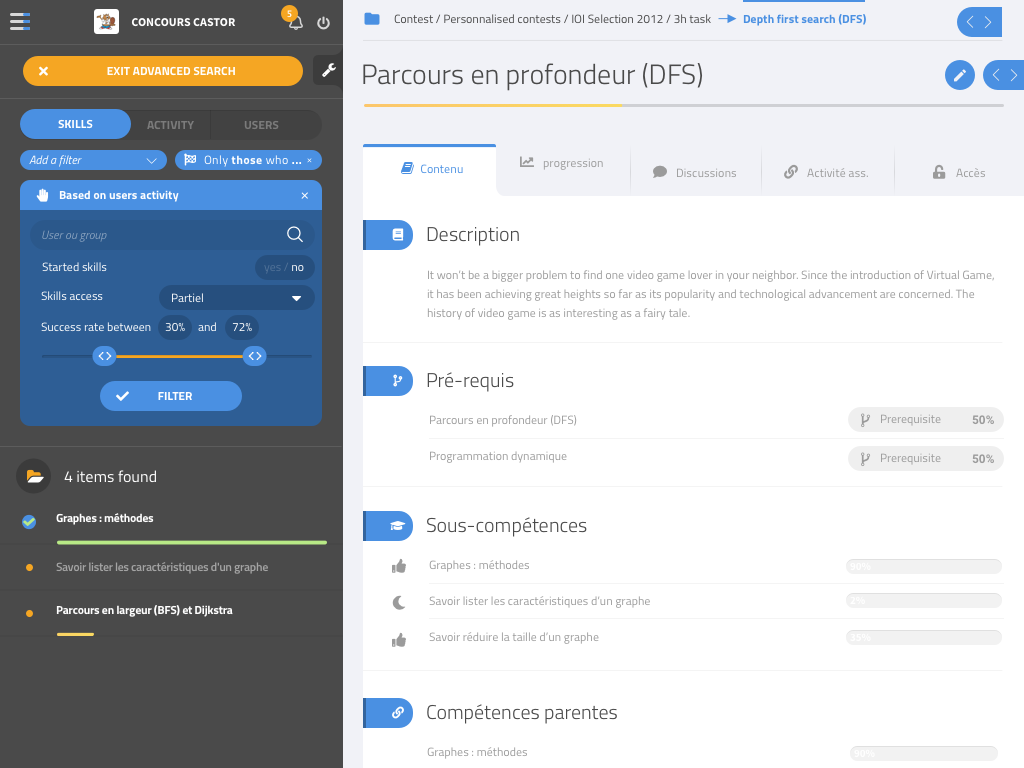 CONCOURS CASTOR
5
EXIT ADVANCED SEARCH
SKILLS
ACTIVITY
USERS
Add a filter
Only those who ... ×
Based on users activity ×
User ou group
Started skills
yes / no
Skills access
Partiel
Success rate between 30% and 72%
FILTER
4 items found
Graphes : méthodes
Savoir lister les caractéristiques d'un graphe
Parcours en largeur (BFS) et Dijkstra
Contest / Personnalised contests / IOI Selection 2012 / 3h task
Depth first search (DFS)
Parcours en profondeur (DFS)
Contenu
progression
Discussions
Activité ass.
Accès
Description
It won't be a bigger problem to find one video game lover in your neighbor. Since the introduction of Virtual Game,
it has been achieving great heights so far as its popularity and technological advancement are concerned. The
history of video game is as interesting as a fairy tale.
Pré-requis
Parcours en profondeur (DFS)
Prerequisite 50%
Programmation dynamique
Prerequisite 50%
Sous-compétences
Graphes : méthodes
Savoir lister les caractéristiques d'un graphe
2%
Savoir réduire la taille d'un graphe
35%
Compétences parentes
Graphes : méthodes